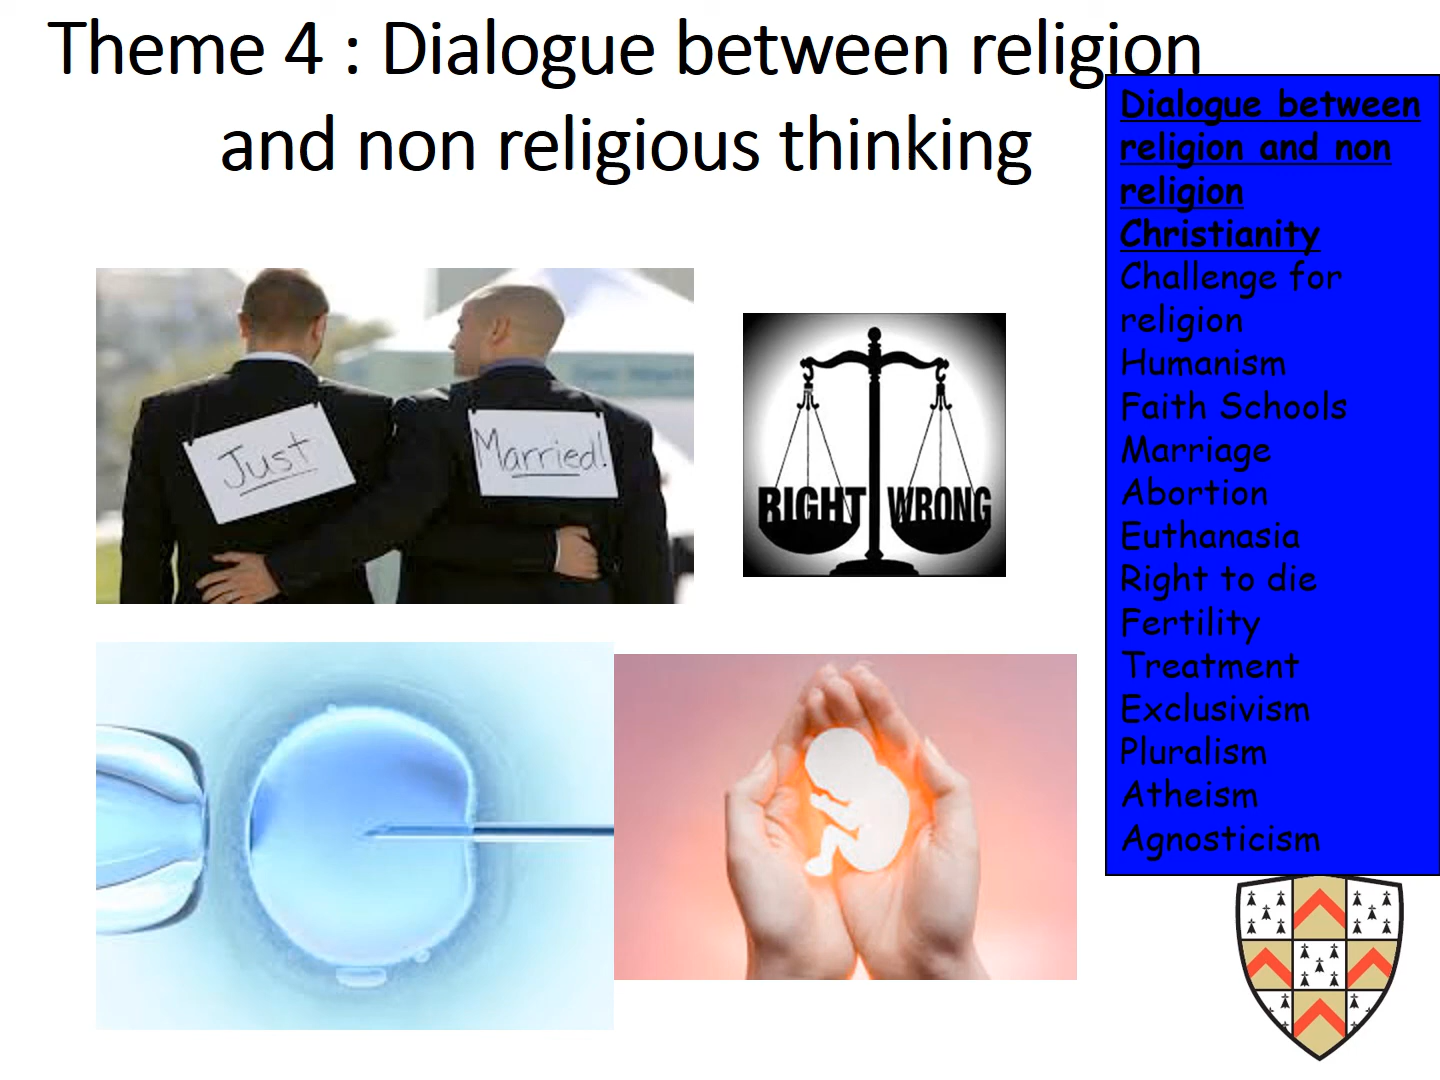 Theme 4 : Dialogue between religion
and non religious thinking
Just
Married!
RIGHT WRONG
Dialogue between
religion and non
religion
Christianity
Challenge for
religion
Humanism
Faith Schools
Marriage
Abortion
Euthanasia
Right to die
Fertility
Treatment
Exclusivism
Pluralism
Atheism
Agnosticism